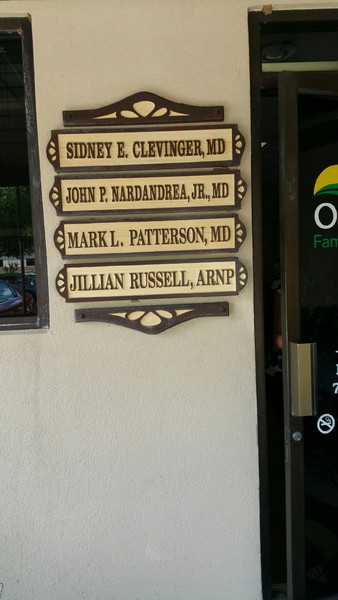 SIDNEY E. CLEVINGER, MD
JOHN P. NARDANDREA, JR., MD
MARK L. PATTERSON, MD
JILLIAN RUSSELL, ARNP